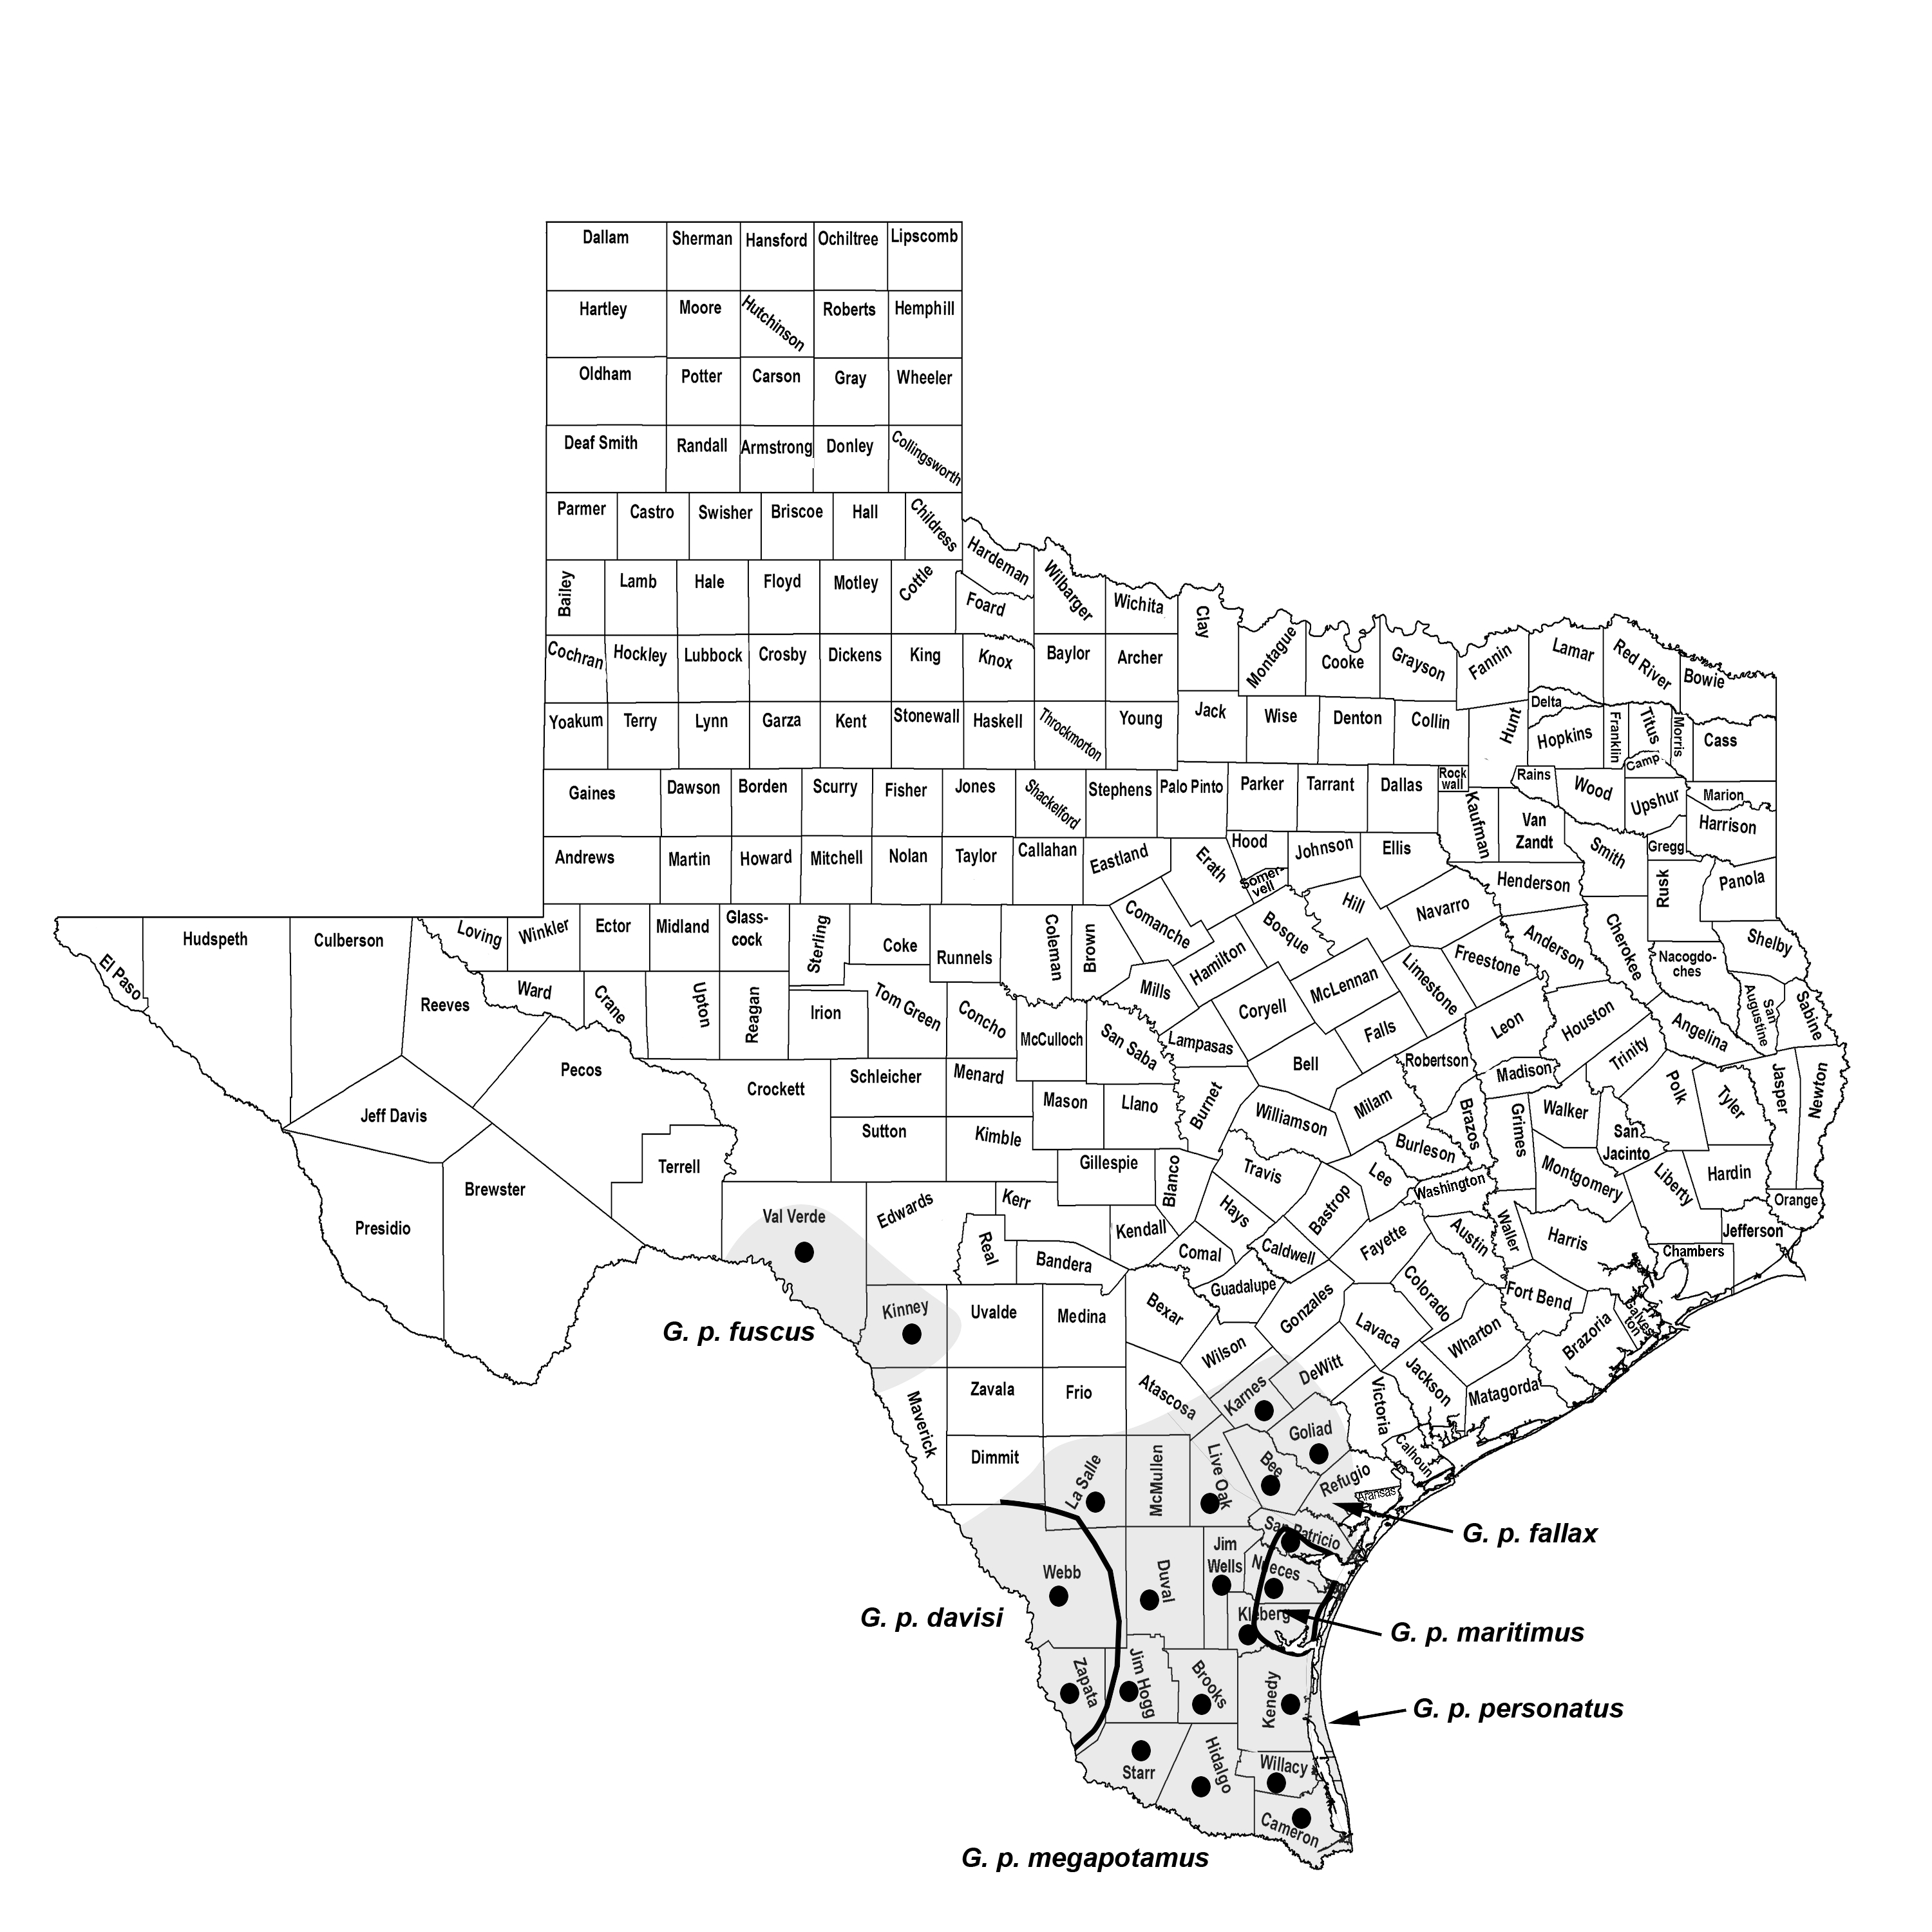 Dallam
Sherman
Hansford
Ochiltree
Lipscomb
Hartley
Moore
Hutchinson
Roberts
Hemphill
Oldham
Potter
Carson
Gray
Wheeler
Deaf Smith
Randall
Armstrong
Donley
Collingsworth
Parmer
Castro
Swisher
Briscoe
Hall
Childress
Hardeman
Bailey
Lamb
Hale
Floyd
Motley
Cottle
Foard
Wilbarger
Wichita
Clay
Montague
Cooke
Grayson
Fannin
Lamar
Red River
Bowie
Cochran
Hockley
Lubbock
Crosby
Dickens
King
Knox
Baylor
Archer
Yoakum
Terry
Lynn
Garza
Kent
Stonewall
Haskell
Throckmorton
Young
Jack
Wise
Denton
Collin
Hunt
Delta
Hopkins
Franklin
Titus
Morris
Cass
Camp
Gaines
Dawson
Borden
Scurry
Fisher
Jones
Shackelford
Stephens
Palo Pinto
Parker
Tarrant
Dallas
Rock
wall
Kaufman
Rains
Wood
Upshur
Marion
Harrison
Van
Zandt
Smith
Gregg
Andrews
Martin
Howard
Mitchell
Nolan
Taylor
Callahan
Eastland
Erath
Hood
Somer-
vell
Johnson
Ellis
Henderson
Rusk
Panola
El Paso
Hudspeth
Culberson
Loving
Winkler
Ector
Midland
Glass-
cock
Sterling
Coke
Runnels
Coleman
Brown
Comanche
Hamilton
Bosque
Hill
Navarro
Freestone
Anderson
Cherokee
Nacogdo-
ches
Shelby
Reeves
Ward
Crane
Upton
Reagan
Irion
Tom Green
Concho
McCulloch
San Saba
Mills
Lampasas
Coryell
McLennan
Limestone
Falls
Bell
Leon
Houston
Trinity
Angelina
San
Augustine
Sabine
Jeff Davis
Pecos
Crockett
Schleicher
Menard
Mason
Llano
Burnet
Williamson
Milam
Robertson
Madison
Brazos
Grimes
Walker
San
Jacinto
Polk
Tyler
Jasper
Newton
Presidio
Brewster
Terrell
Sutton
Kimble
Gillespie
Blanco
Travis
Hays
Bastrop
Lee
Burleson
Washington
Montgomery
Liberty
Hardin
Orange
Val Verde
Edwards
Kerr
Real
Bandera
Kendall
Comal
Caldwell
Fayette
Austin
Waller
Harris
Chambers
Jefferson
Kinney
Uvalde
Medina
Bexar
Guadalupe
Gonzales
Lavaca
Colorado
Wharton
Fort Bend
Brazoria
Galves-
ton
G. p. fuscus
Maverick
Zavala
Frio
Atascosa
Wilson
Karnes
DeWitt
Victoria
Jackson
Matagorda
Calhoun
Dimmit
La Salle
McMullen
Live Oak
Bee
Goliad
Refugio
Aransas
San Patricio
G. p. fallax
Webb
Duval
Jim
Wells
Nueces
Kleberg
G. p. davisi
G. p. maritimus
Zapata
Jim Hogg
Brooks
Kenedy
G. p. personatus
Starr
Hidalgo
Willacy
Cameron
G. p. megapotamus